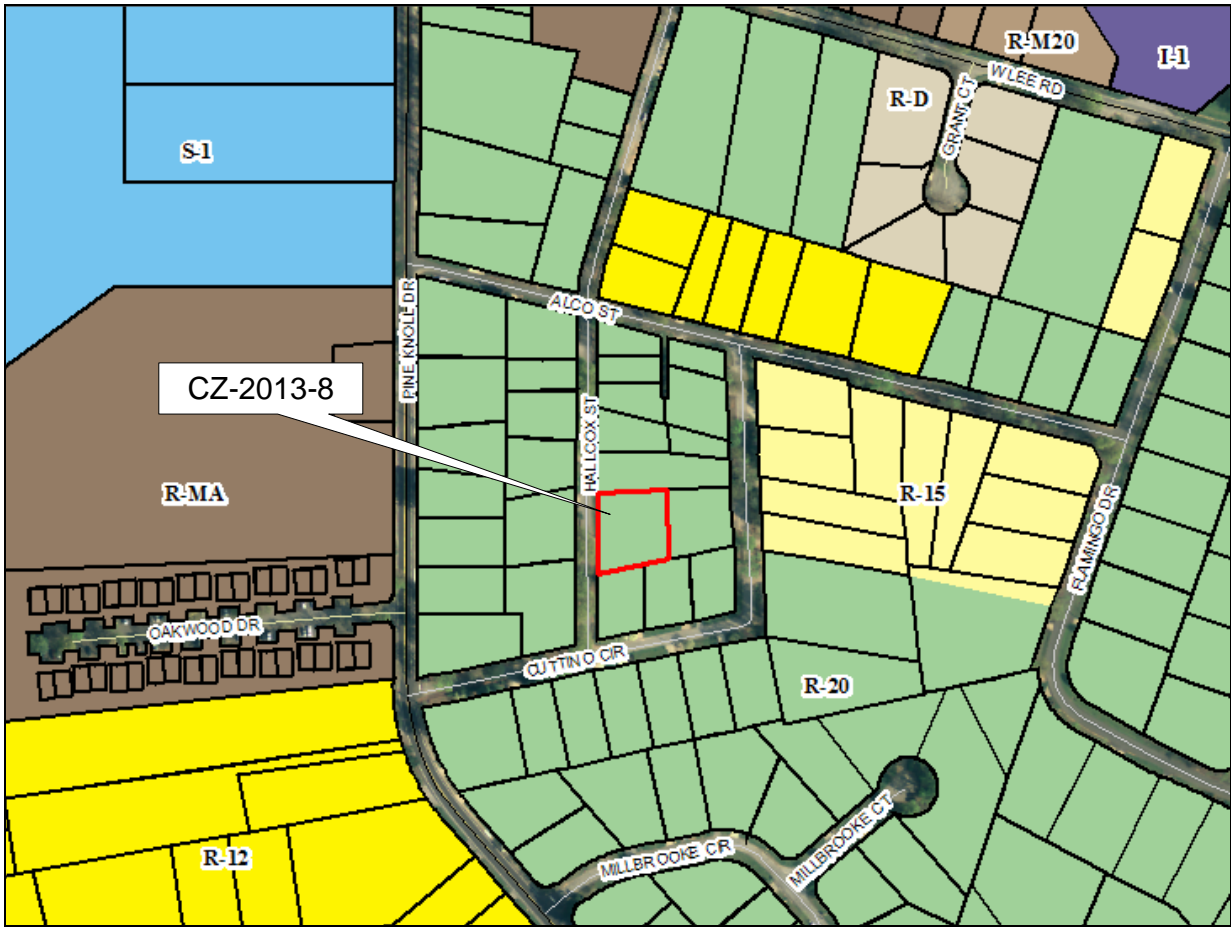 R-M20
I-1
W LEE RD
R-D
GRANT CT
S-1
PINE KNOLL DR
ALCO ST
CZ-2013-8
HALLCOX ST
R-MA
R-15
FLAMINGO DR
OAKWOOD DR
CUTTINO CIR
R-20
MILLBROOKE CT
R-12
MILLBROOKE CIR